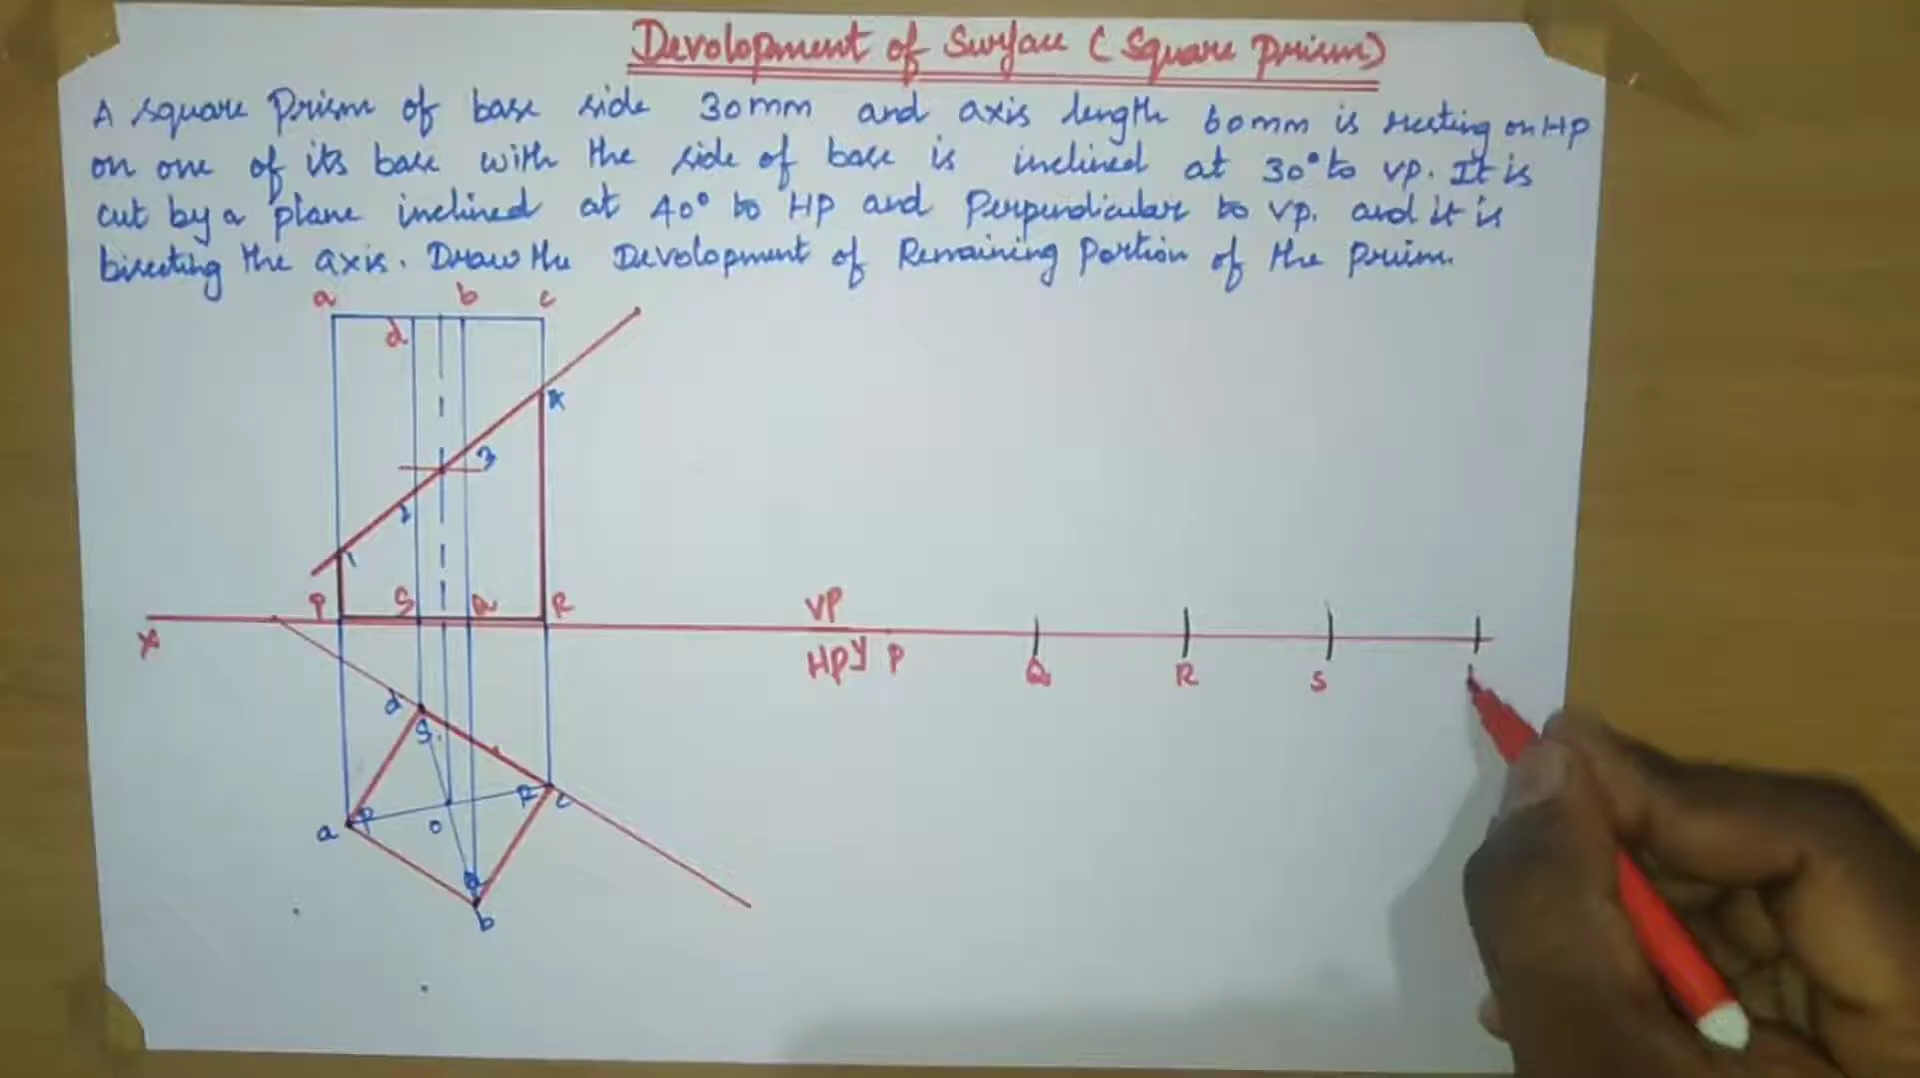 Devolopment of Surface ( Square prism)
A square Prism of base side 30mm and axis length 60mm is resting on HP
on one of its base with the side of base is inclined at 30° to VP. It is
cut by a plane inclined at 40° to HP and Perpendicular to VP. and it is
bisecting the axis. Draw the Devolopment of Remaining Portion of the prism.
a b c
d
3
2
1
P S Q R
VP
X
HP Y P Q R S
d
S
a P O R c
Q
b